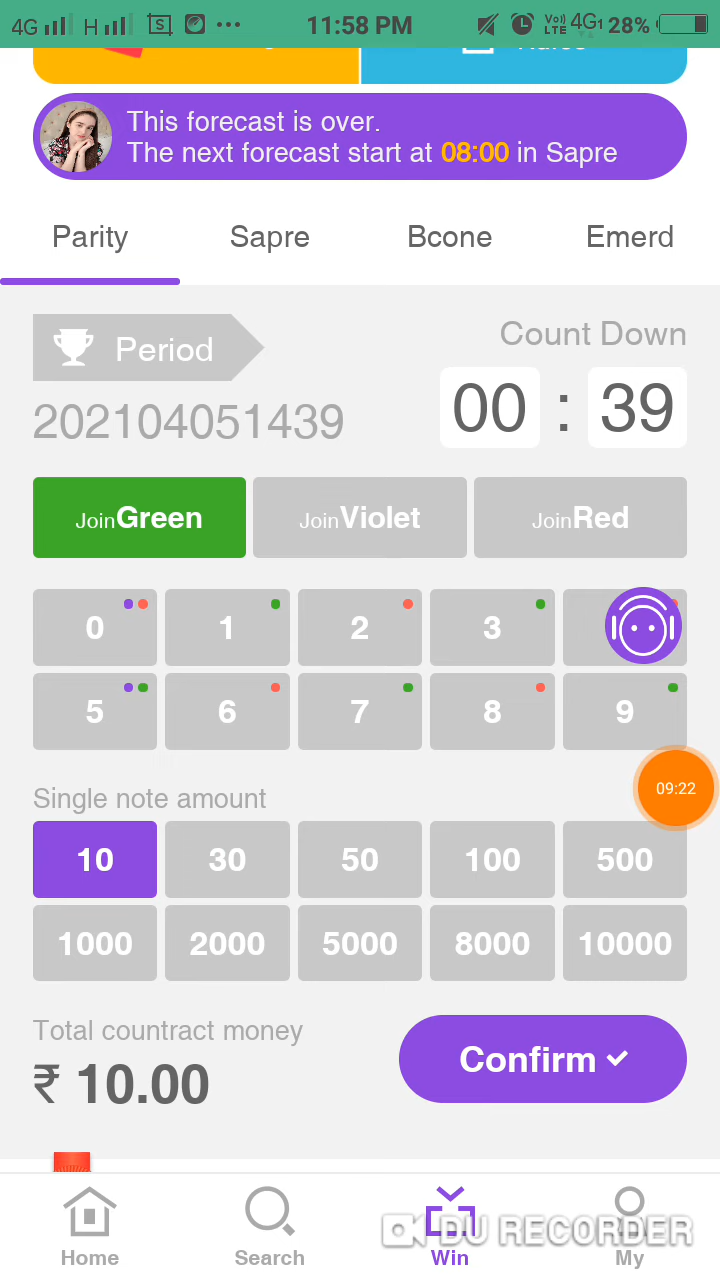 4G H S 11:58 PM Vo) LTE 4G1 28%
This forecast is over.
The next forecast start at 08:00 in Sapre
Parity Sapre Bcone Emerd
Period
Count Down
202104051439
00 : 39
JoinGreen JoinViolet JoinRed
0 1 2 3
5 6 7 8 9
09:22
Single note amount
10 30 50 100 500
1000 2000 5000 8000 10000
Total countract money
₹ 10.00
Confirm
DU RECORDER
Home Search Win My